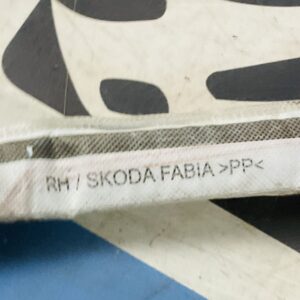 RH / SKODA FABIA >PP<